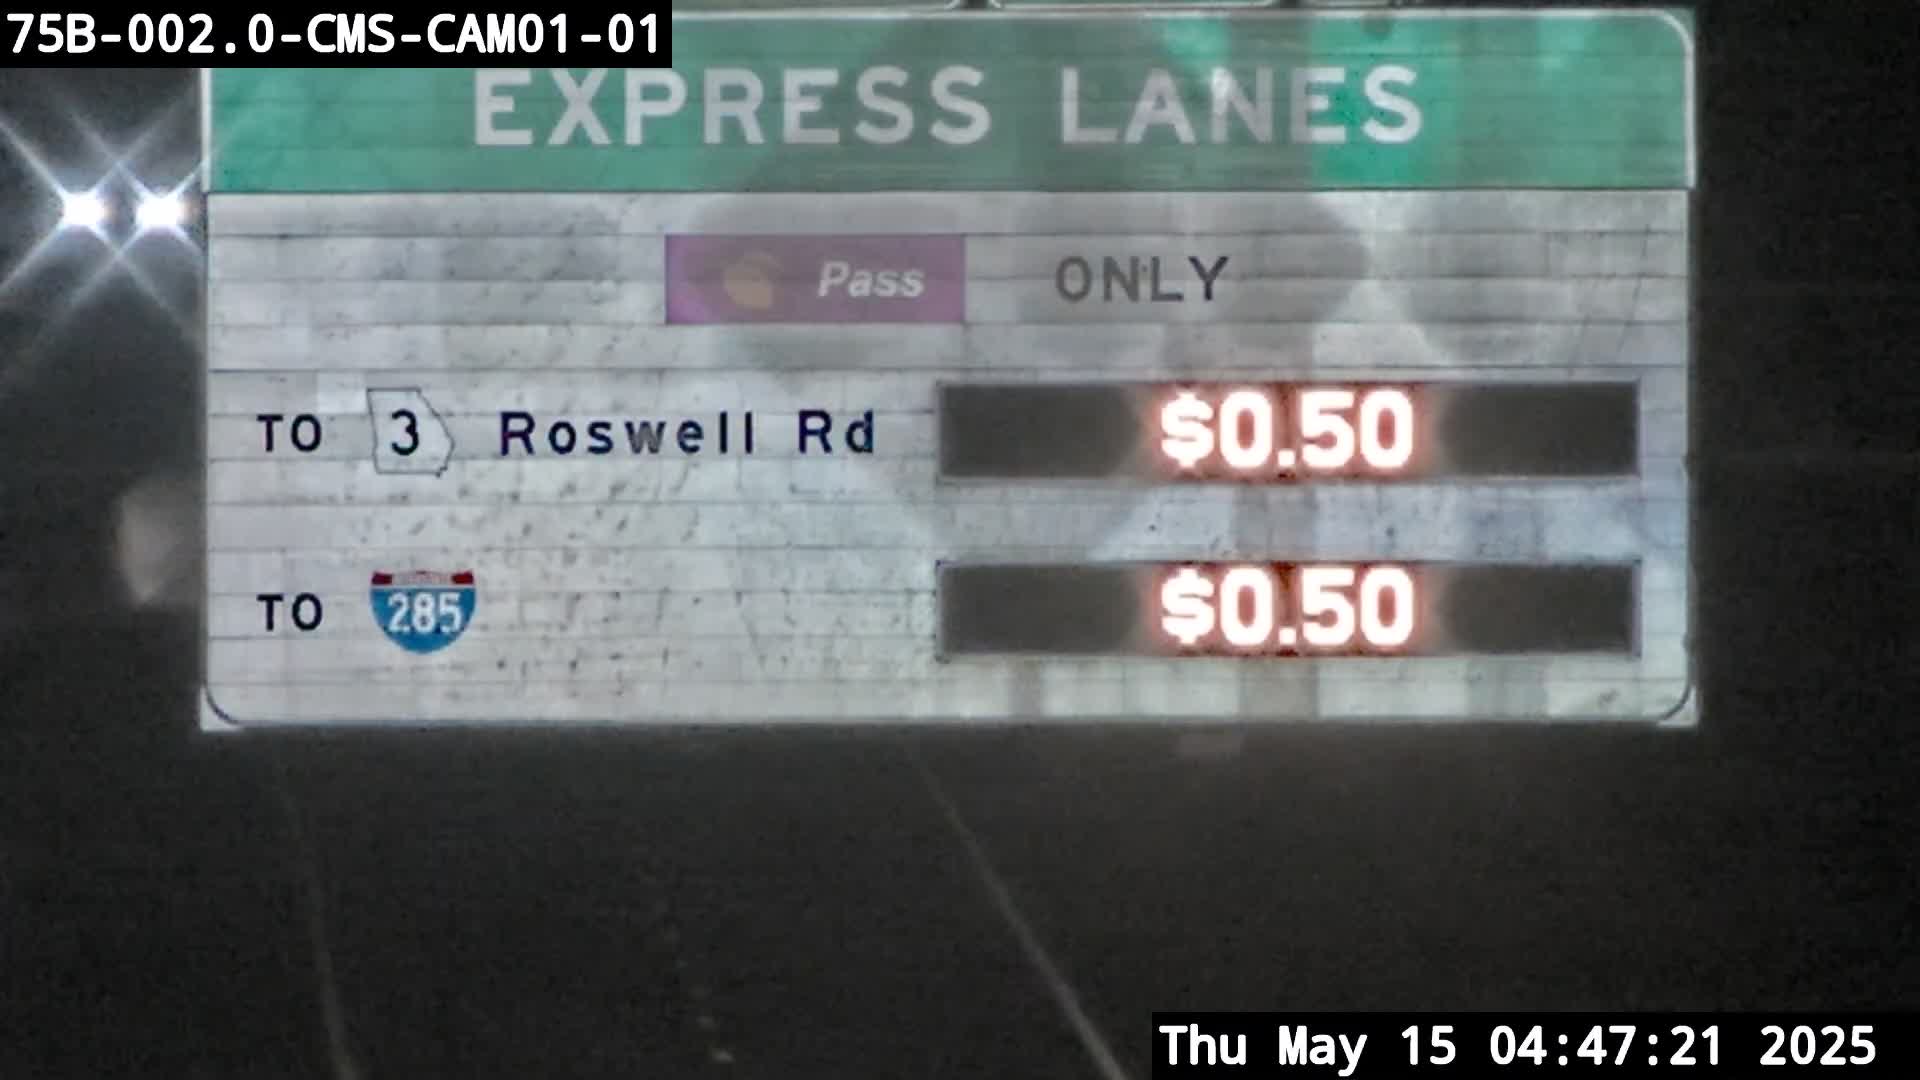 75B-002.0-CMS-CAM01-01
EXPRESS LANES
Pass ONLY
TO 3 Roswell Rd $0.50
TO 285 $0.50
Thu May 15 04:47:21 2025